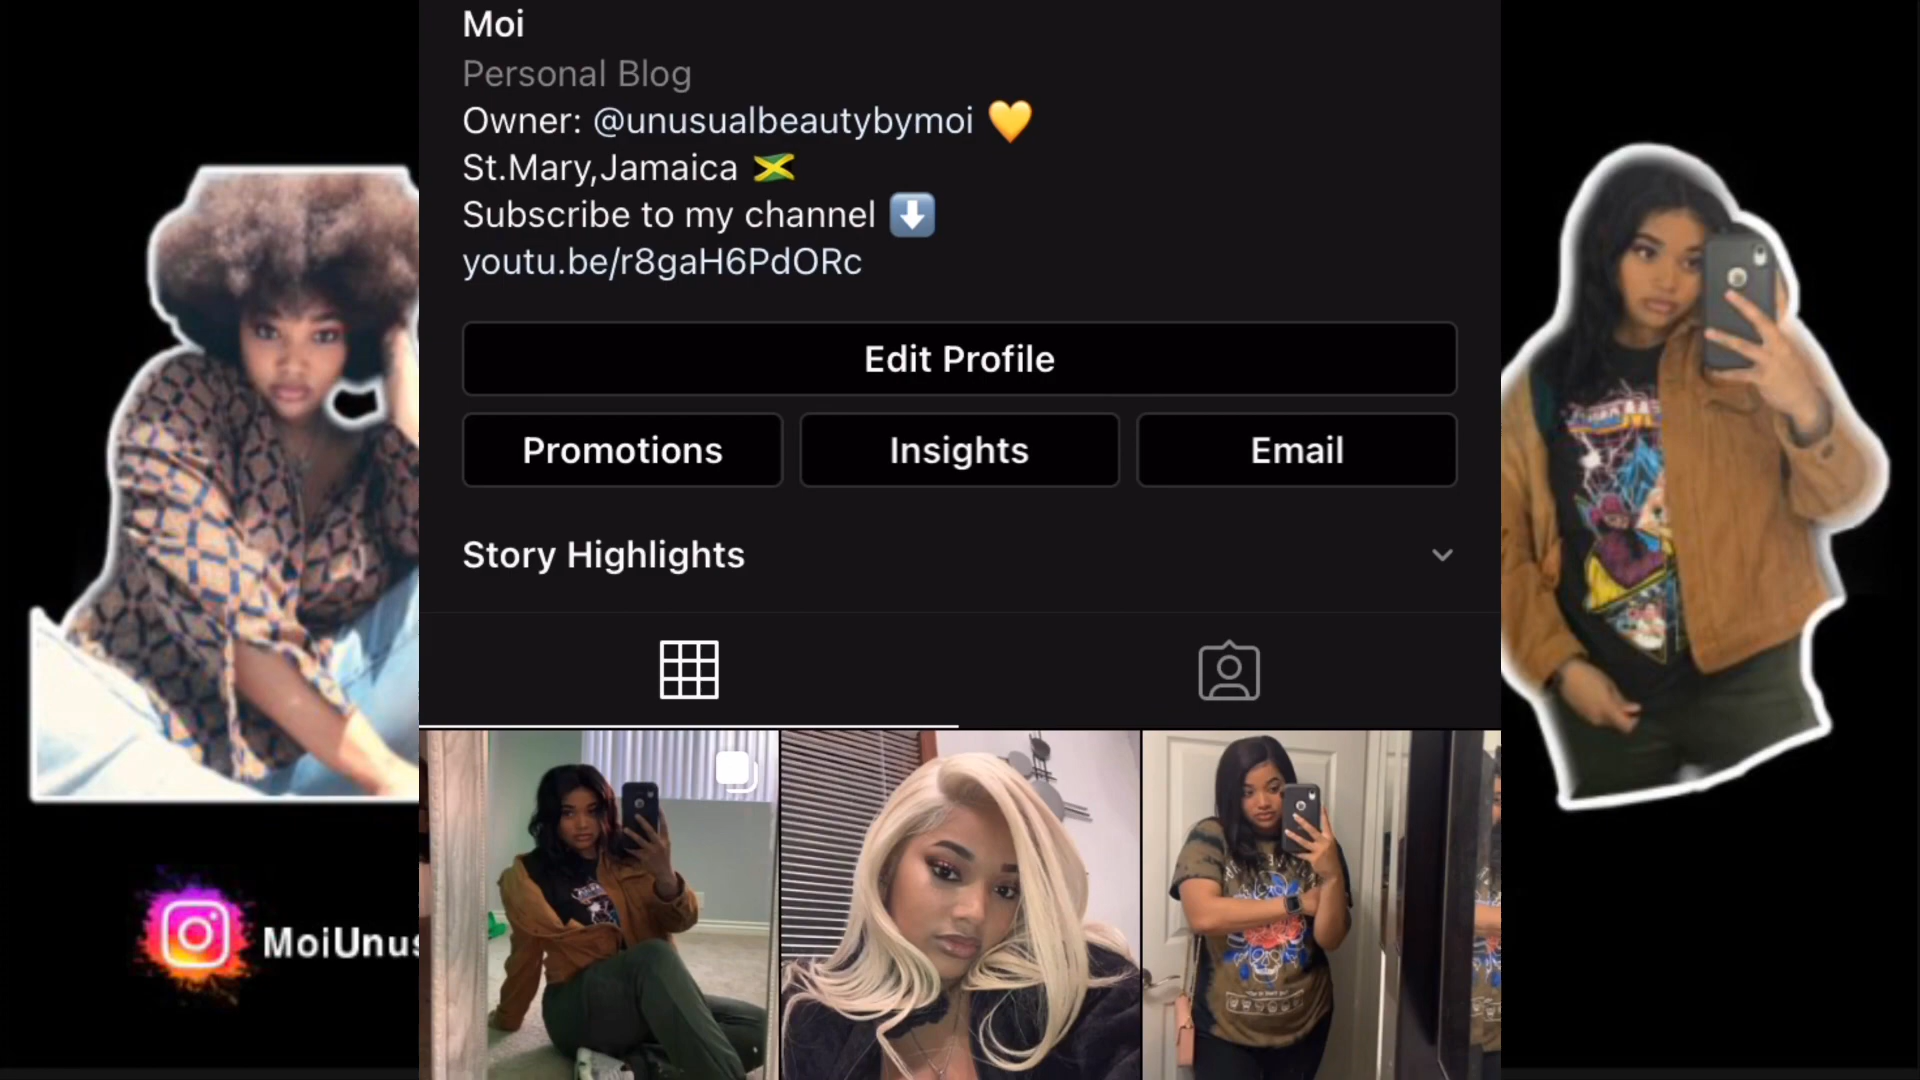 Moi
Personal Blog
Owner: @unusualbeautybymoi 💛
St.Mary,Jamaica 🇯🇲
Subscribe to my channel ⬇️
youtu.be/r8gaH6PdORc
Edit Profile
Promotions
Insights
Email
Story Highlights
MoiUnus